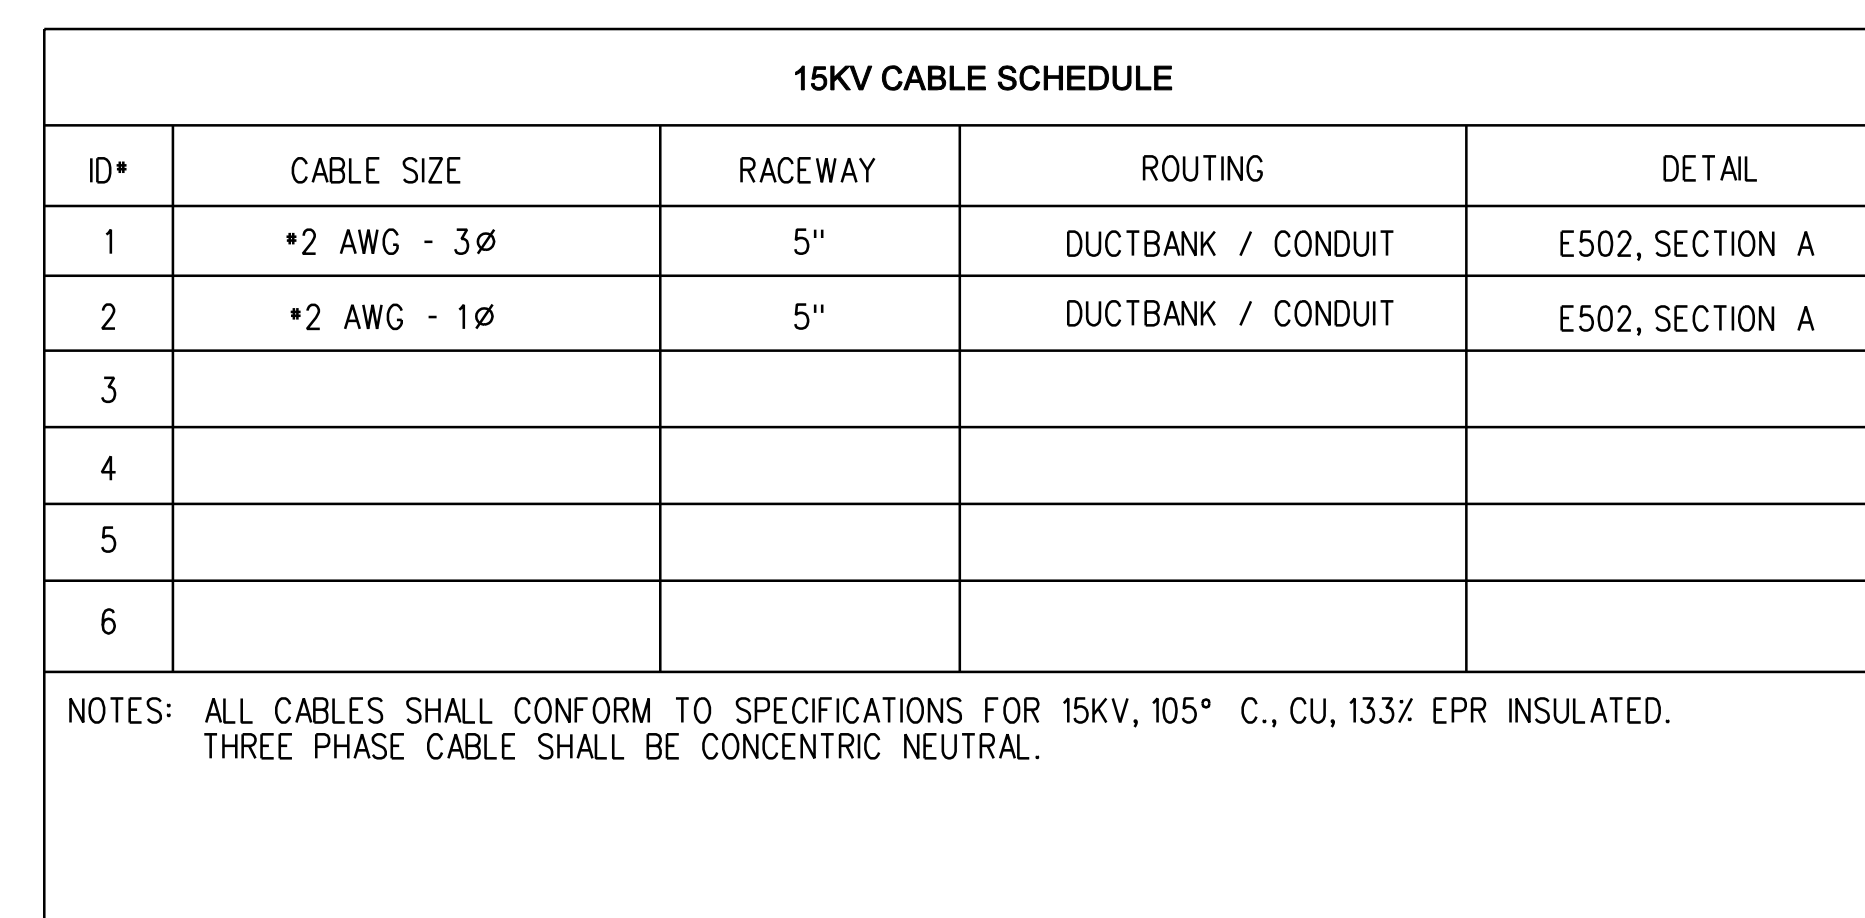 15KV CABLE SCHEDULE
ID# CABLE SIZE RACEWAY ROUTING DETAIL
1 #2 AWG - 3Ø 5" DUCTBANK / CONDUIT E502, SECTION A
2 #2 AWG - 1Ø 5" DUCTBANK / CONDUIT E502, SECTION A
3
4
5
6
NOTES: ALL CABLES SHALL CONFORM TO SPECIFICATIONS FOR 15KV, 105° C., CU, 133% EPR INSULATED.
THREE PHASE CABLE SHALL BE CONCENTRIC NEUTRAL.